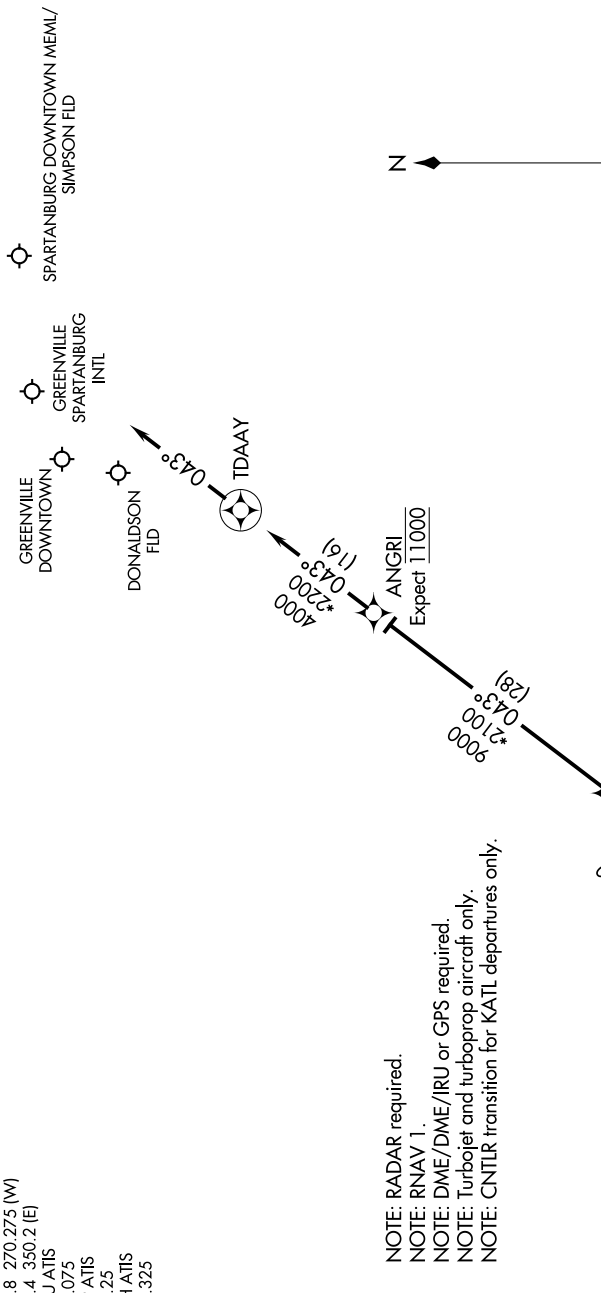 SPARTANBURG DOWNTOWN MEML/
SIMPSON FLD
GREENVILLE
SPARTANBURG
INTL
GREENVILLE
DOWNTOWN
DONALDSON
FLD
N
043°
TDAAY
4000
*2200
043°
(16)
ANGRI
Expect 11000
9000
*2100
043°
(28)
NOTE: RADAR required.
NOTE: RNAV 1.
NOTE: DME/DME/IRU or GPS required.
NOTE: Turbojet and turboprop aircraft only.
NOTE: CNTLR transition for KATL departures only.
.8 270.275 (W)
.4 350.2 (E)
U ATIS
.075
ATIS
.25
H ATIS
.325